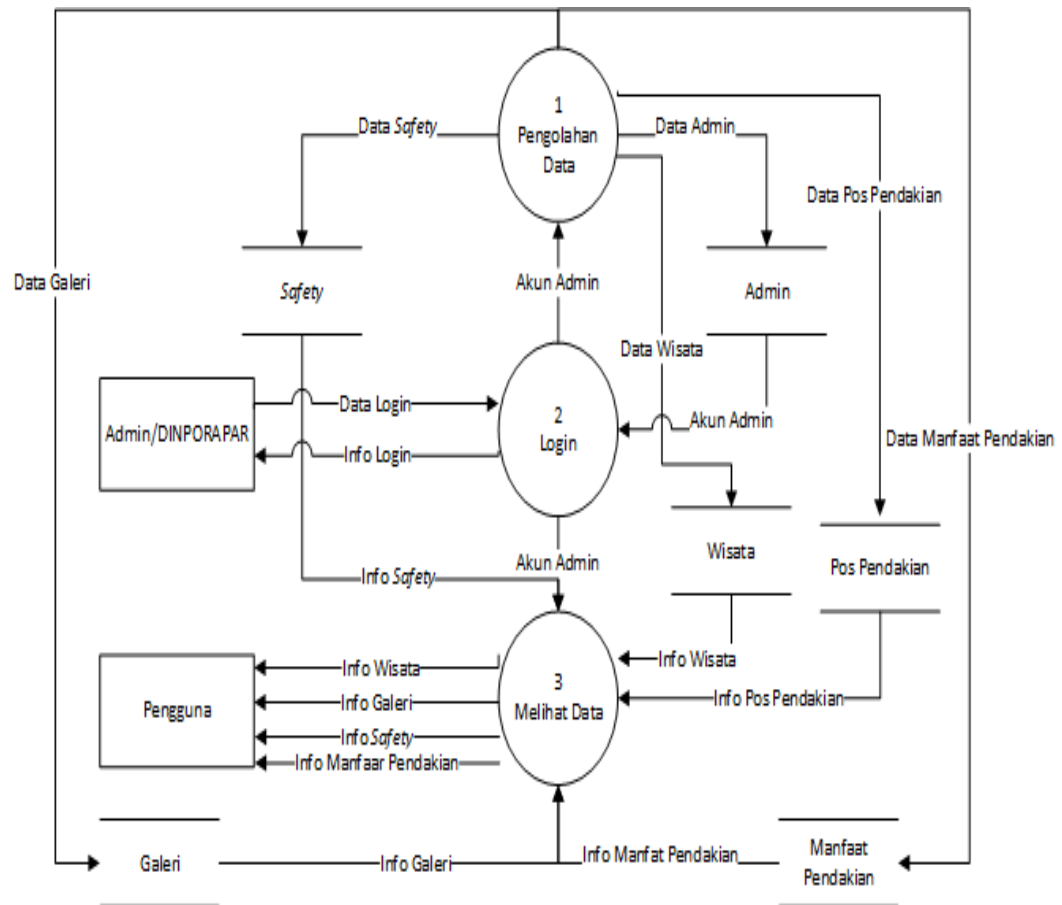 1
Pengolahan
Data
Data Safety
Data Admin
Data Pos Pendakian
Data Galeri
Safety
Akun Admin
Admin
Data Wisata
Admin/DINPORAPAR
Data Login
Info Login
2
Login
Akun Admin
Data Manfaat Pendakian
Wisata
Pos Pendakian
Akun Admin
Info Safety
Pengguna
Info Wisata
Info Galeri
Info Safety
Info Manfaar Pendakian
3
Melihat Data
Info Wisata
Info Pos Pendakian
Galeri
Info Galeri
Info Manfat Pendakian
Manfaat
Pendakian